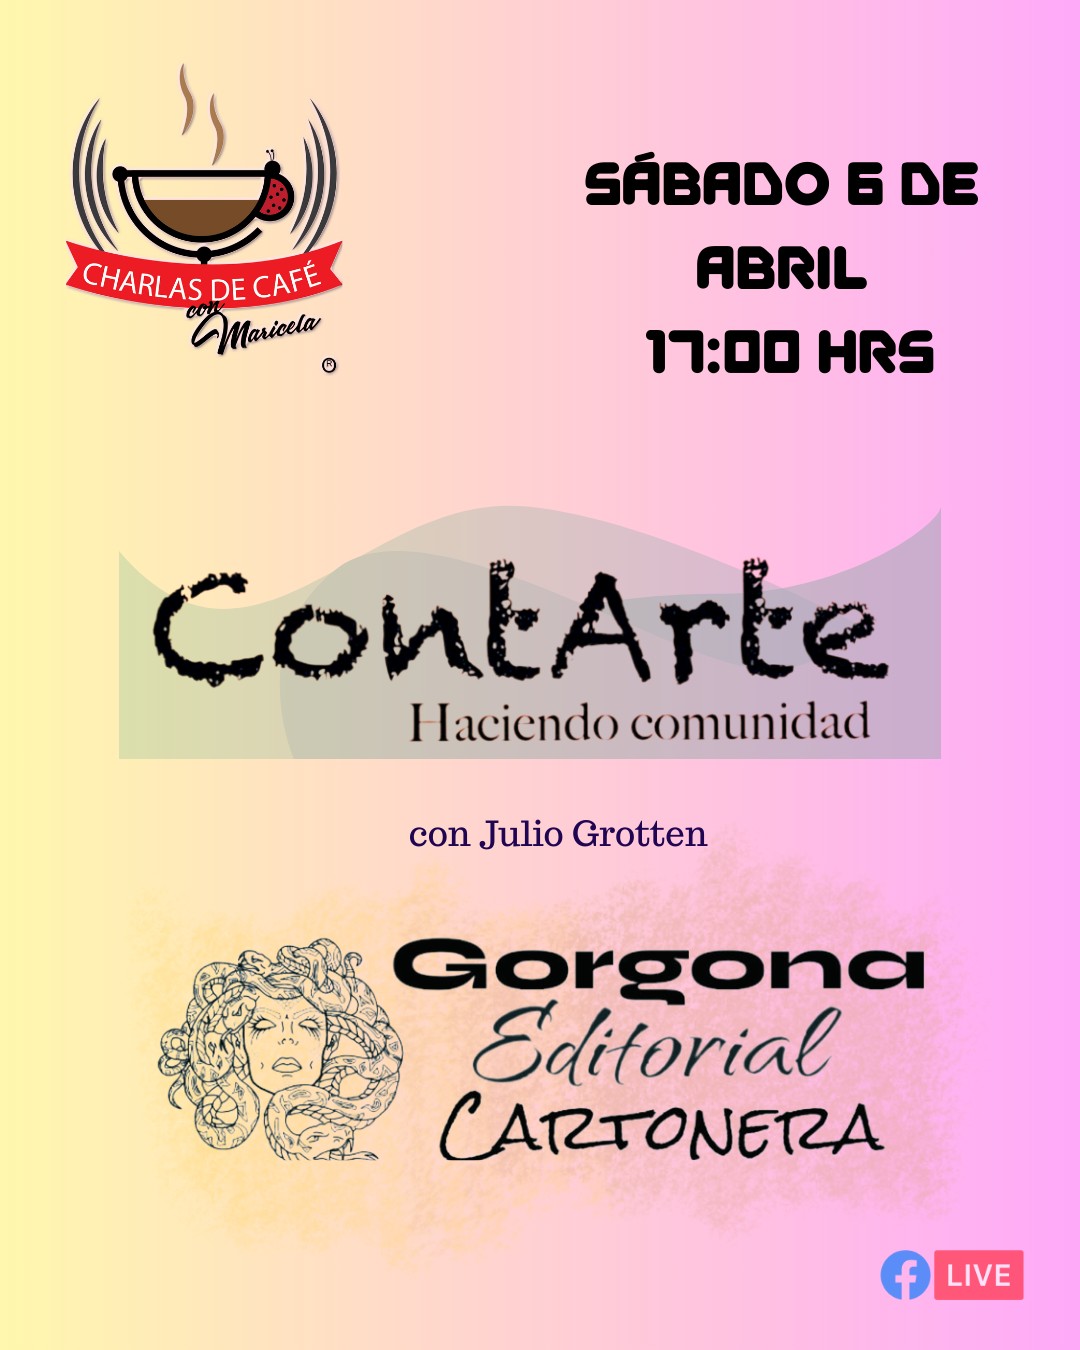 CHARLAS DE CAFÉ
con
Maricela
®
SÁBADO 6 DE
ABRIL
17:00 HRS
ContArte
Haciendo comunidad
con Julio Grotten
Gorgona
Editorial
CARTONERA
LIVE